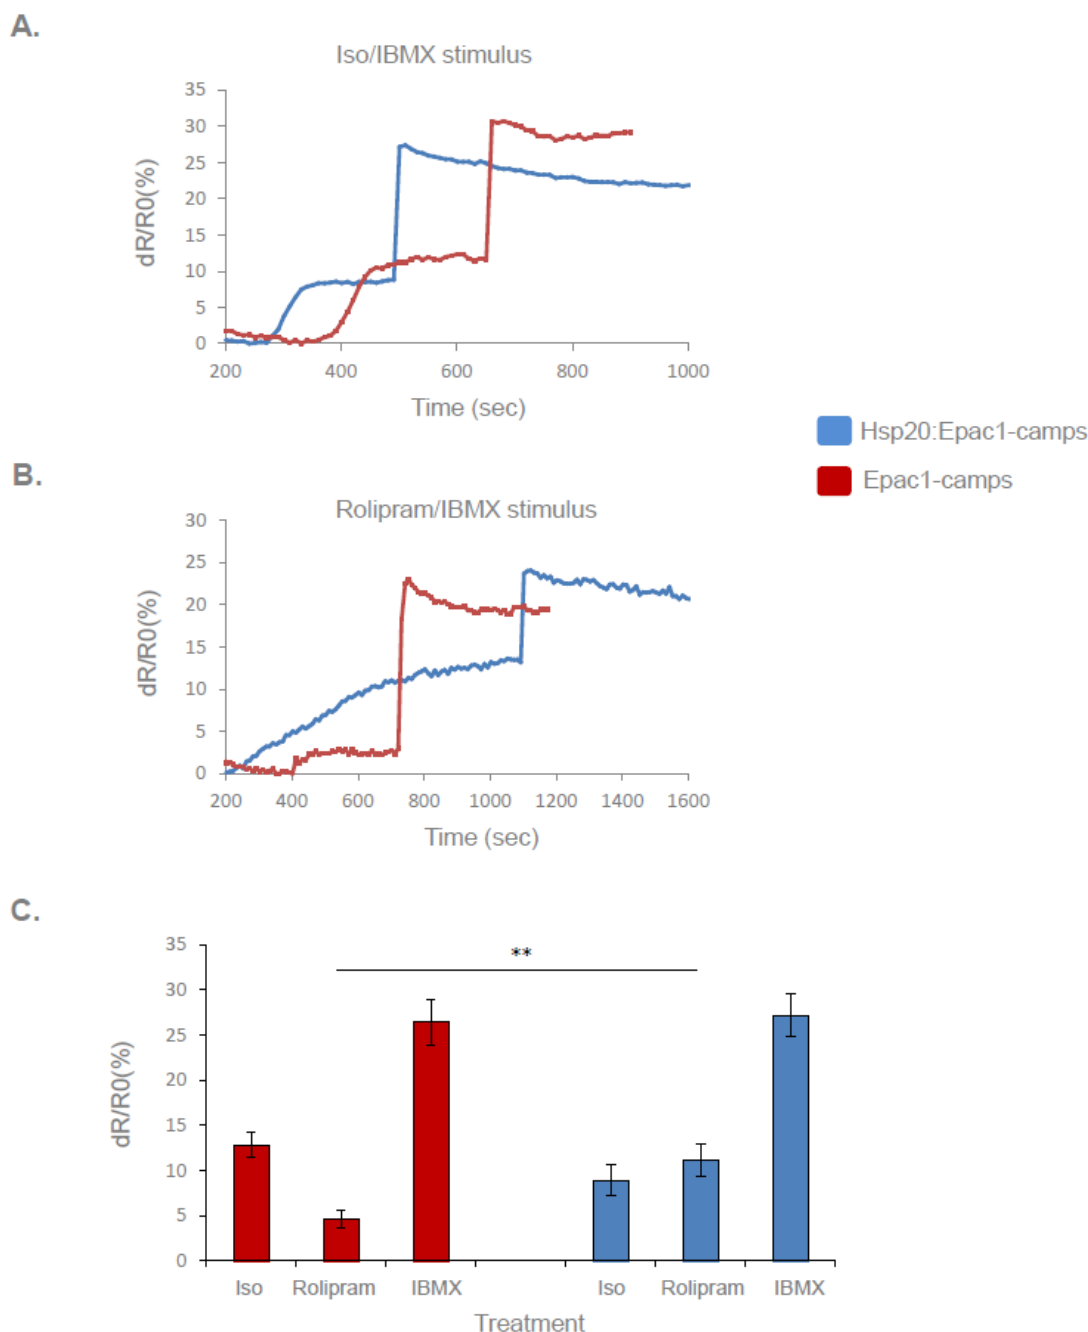 A.
Iso/IBMX stimulus
35
30
25
20
15
10
5
0
dR/R0(%)
200 400 600 800 1000
Time (sec)
Hsp20:Epac1-camps
Epac1-camps
B.
Rolipram/IBMX stimulus
30
25
20
15
10
5
0
dR/R0(%)
200 400 600 800 1000 1200 1400 1600
Time (sec)
C.
35
30
25
20
15
10
5
0
dR/R0(%)
**
Iso Rolipram IBMX Iso Rolipram IBMX
Treatment